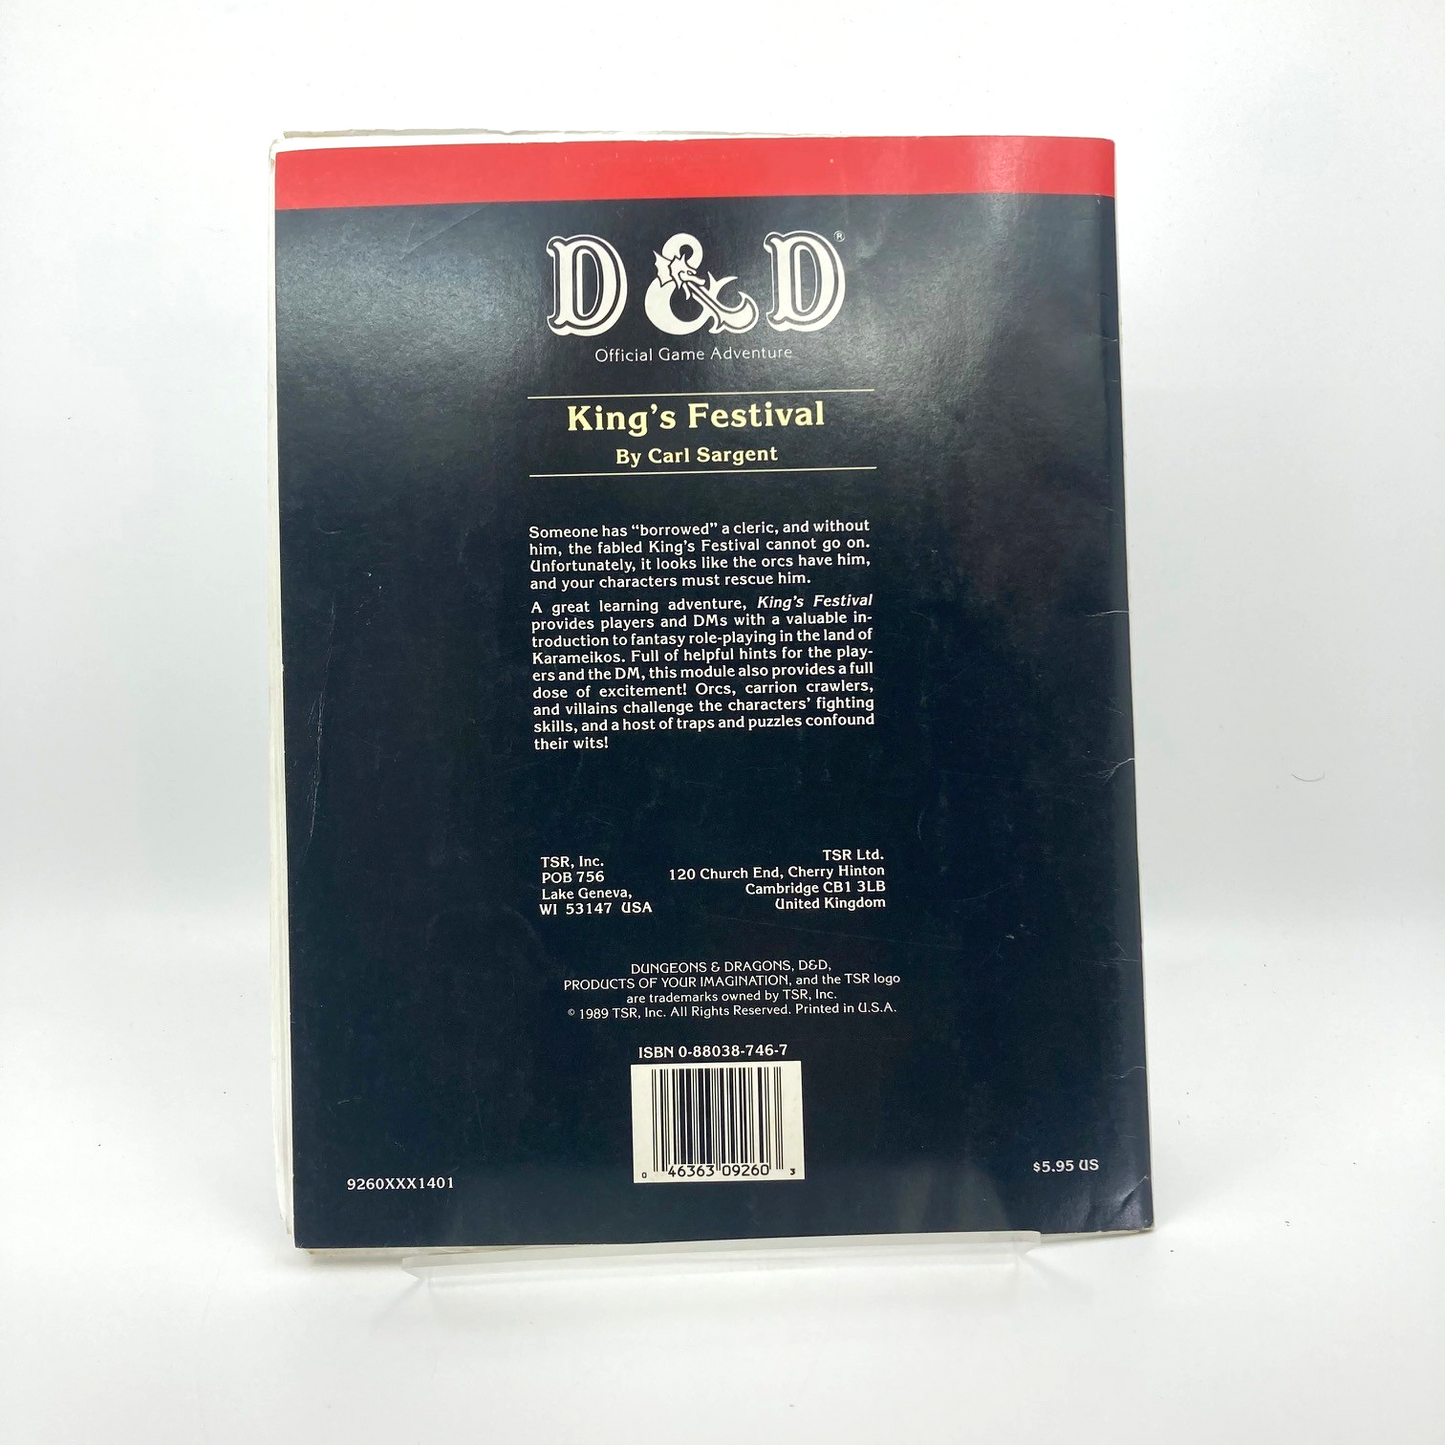 D&D®
Official Game Adventure
King's Festival
By Carl Sargent
Someone has "borrowed" a cleric, and without
him, the fabled King's Festival cannot go on.
Unfortunately, it looks like the orcs have him,
and your characters must rescue him.
A great learning adventure, King's Festival
provides players and DMs with a valuable in-
troduction to fantasy role-playing in the land of
Karameikos. Full of helpful hints for the play-
ers and the DM, this module also provides a full
dose of excitement! Orcs, carrion crawlers,
and villains challenge the characters' fighting
skills, and a host of traps and puzzles confound
their wits!
TSR, Inc.
POB 756
Lake Geneva,
WI 53147 USA
TSR Ltd.
120 Church End, Cherry Hinton
Cambridge CB1 3LB
United Kingdom
DUNGEONS & DRAGONS, D&D,
PRODUCTS OF YOUR IMAGINATION, and the TSR logo
are trademarks owned by TSR, Inc.
© 1989 TSR, Inc. All Rights Reserved. Printed in U.S.A.
ISBN 0-88038-746-7
0 46363 09260 3
9260XXX1401
$5.95 US